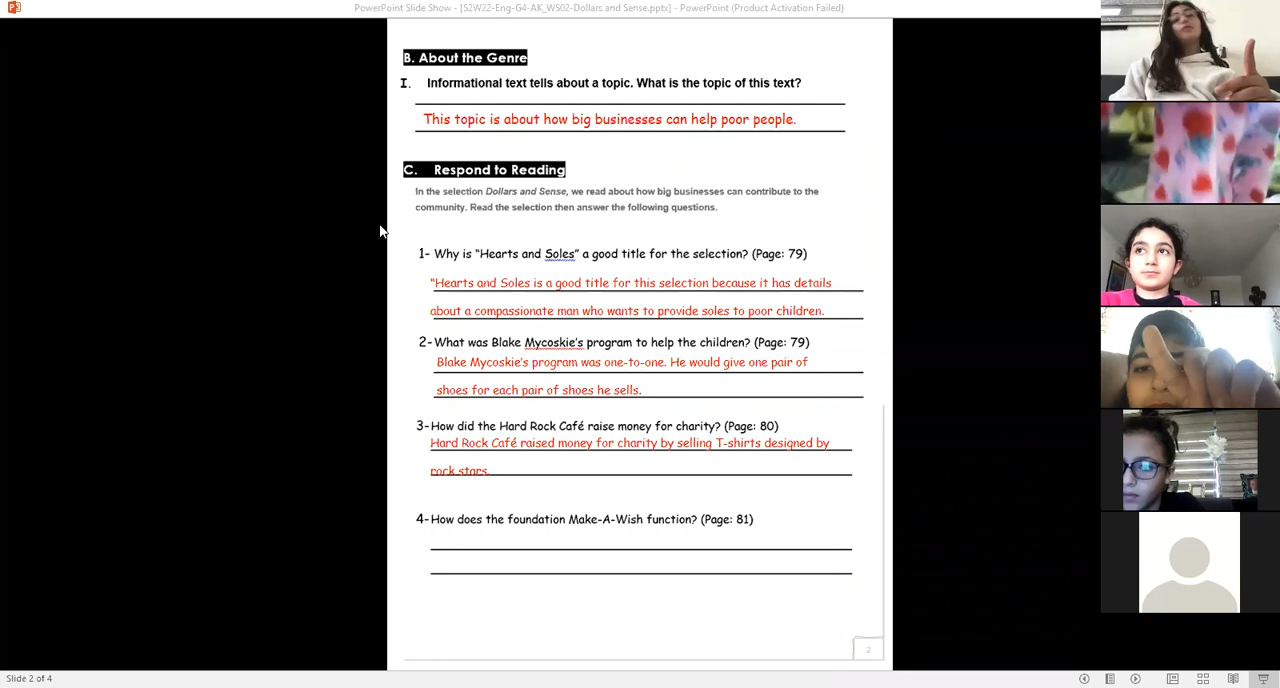 PowerPoint Slide Show - [S2W22-Eng-G4-AK_WS02-Dollars and Sense.pptx] - PowerPoint (Product Activation Failed)
B. About the Genre
I. Informational text tells about a topic. What is the topic of this text?
This topic is about how big businesses can help poor people.
C. Respond to Reading
In the selection Dollars and Sense, we read about how big businesses can contribute to the
community. Read the selection then answer the following questions.
1- Why is “Hearts and Soles” a good title for the selection? (Page: 79)
“Hearts and Soles is a good title for this selection because it has details
about a compassionate man who wants to provide soles to poor children.
2- What was Blake Mycoskie’s program to help the children? (Page: 79)
Blake Mycoskie’s program was one-to-one. He would give one pair of
shoes for each pair of shoes he sells.
3- How did the Hard Rock Café raise money for charity? (Page: 80)
Hard Rock Café raised money for charity by selling T-shirts designed by
rock stars.
4- How does the foundation Make-A-Wish function? (Page: 81)
2
Slide 2 of 4